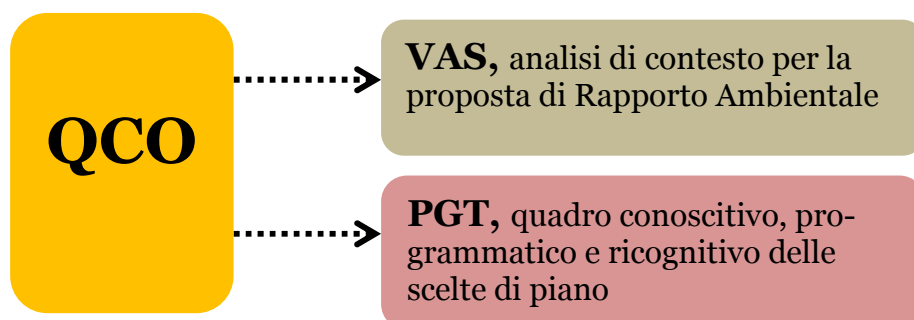 QCO
VAS, analisi di contesto per la
proposta di Rapporto Ambientale
PGT, quadro conoscitivo, pro-
grammatico e ricognitivo delle
scelte di piano